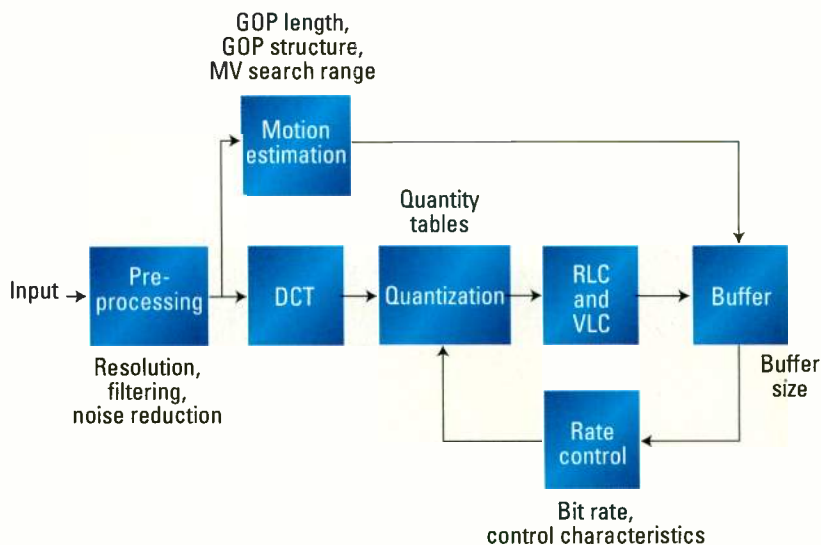 GOP length,
GOP structure,
MV search range
Motion
estimation
Quantity
tables
Input
Pre-
processing
DCT
Quantization
RLC
and
VLC
Buffer
Resolution,
filtering,
noise reduction
Buffer
size
Rate
control
Bit rate,
control characteristics